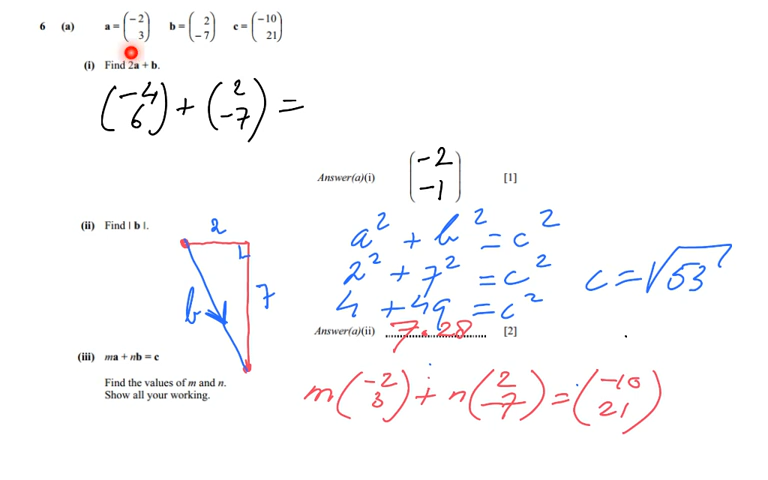 6 (a) a = (-2 3) b = (2 -7) c = (-10 21)
(i) Find 2a + b.
(-4 6) + (2 -7) =
Answer(a)(i) (-2 -1) [1]
(ii) Find | b |.
2
7
b
a² + b² = c²
2² + 7² = c²
4 + 49 = c²
c = √53
Answer(a)(ii) 7.28 [2]
(iii) ma + nb = c
Find the values of m and n.
Show all your working.
m(-2 3) + n(2 -7) = (-10 21)